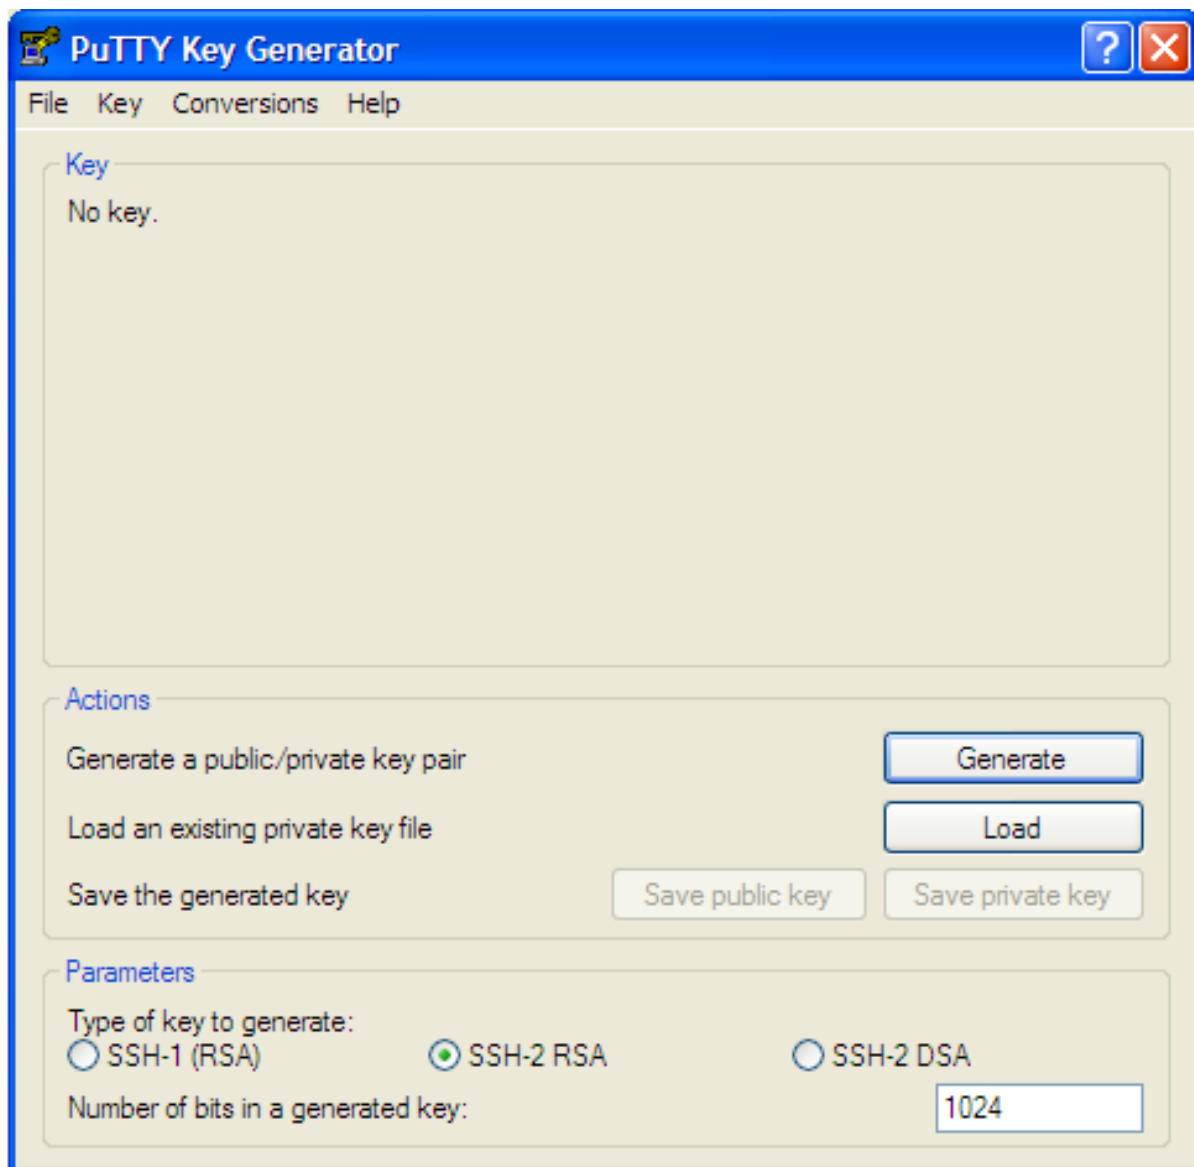 PuTTY Key Generator
File Key Conversions Help
Key
No key.
Actions
Generate a public/private key pair Generate
Load an existing private key file Load
Save the generated key Save public key Save private key
Parameters
Type of key to generate:
SSH-1 (RSA) SSH-2 RSA SSH-2 DSA
Number of bits in a generated key: 1024